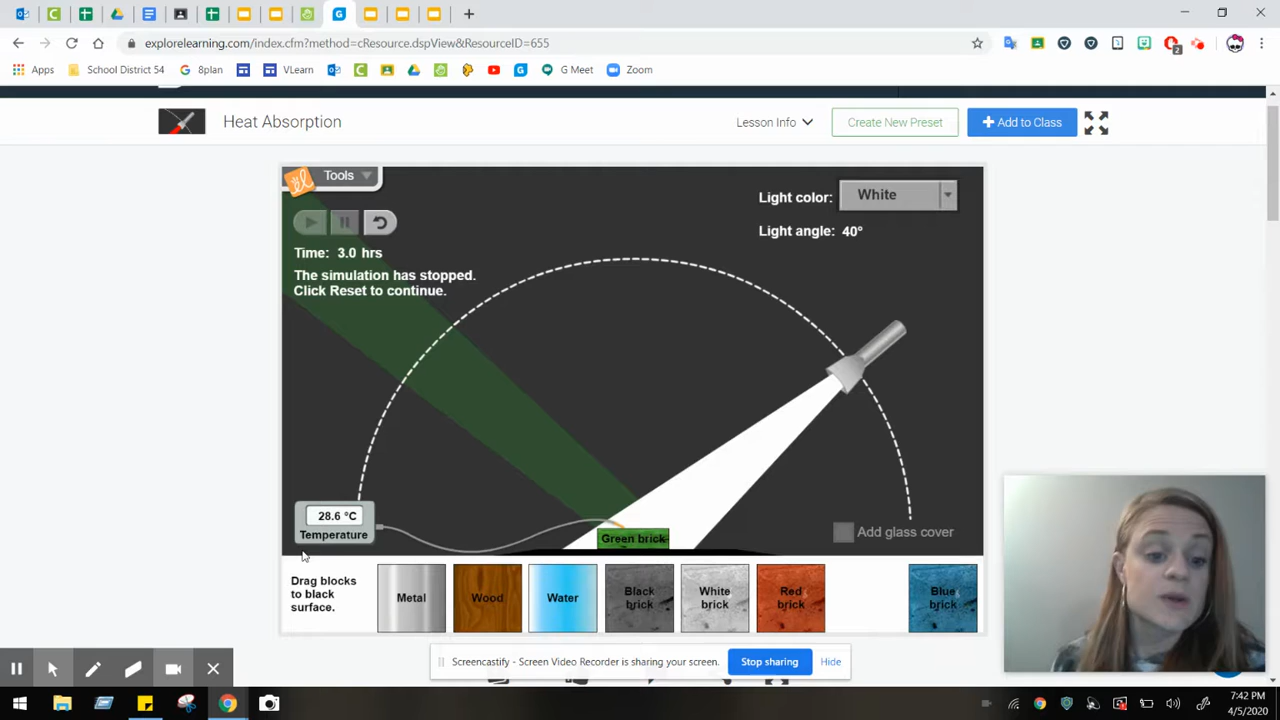 explorelearning.com/index.cfm?method=cResource.dspView&ResourceID=655
Apps School District 54 8plan VLearn G Meet Zoom
Heat Absorption
Lesson Info
Create New Preset
Add to Class
Tools
Light color: White
Light angle: 40°
Time: 3.0 hrs
The simulation has stopped.
Click Reset to continue.
28.6 °C
Temperature
Green brick
Add glass cover
Drag blocks
to black
surface.
Metal
Wood
Water
Black
brick
White
brick
Red
brick
Blue
brick
Screencastify - Screen Video Recorder is sharing your screen.
Stop sharing
Hide
7:42 PM
4/5/2020